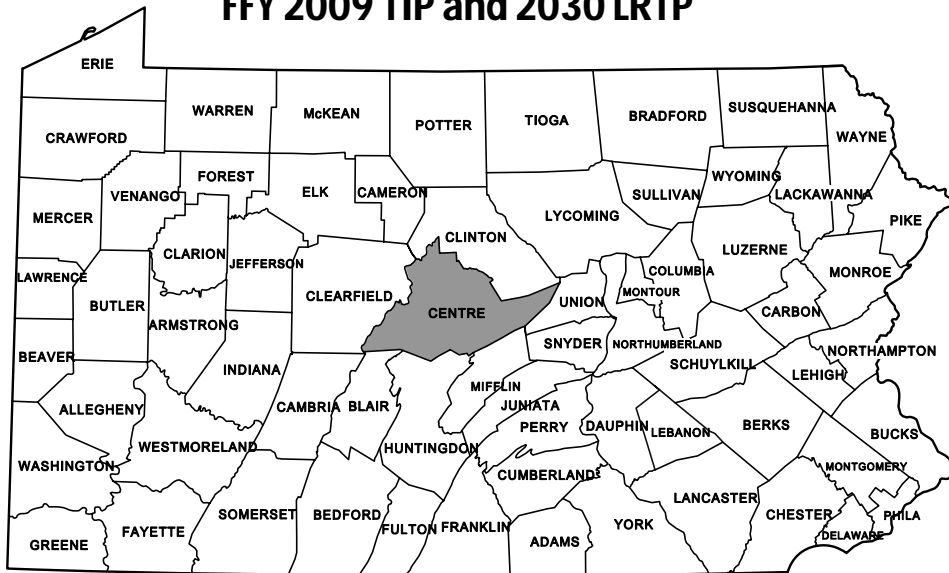 FFY 2009 TIP and 2030 LRTP
ERIE
CRAWFORD
WARREN
McKEAN
POTTER
TIOGA
BRADFORD
SUSQUEHANNA
WAYNE
MERCER
VENANGO
FOREST
ELK
CAMERON
LYCOMING
SULLIVAN
WYOMING
LACKAWANNA
PIKE
CLARION
JEFFERSON
CLINTON
LUZERNE
MONROE
LAWRENCE
BUTLER
CLEARFIELD
CENTRE
UNION
MONTOUR
COLUMBIA
CARBON
BEAVER
ARMSTRONG
INDIANA
SNYDER
NORTHUMBERLAND
SCHUYLKILL
NORTHAMPTON
LEHIGH
ALLEGHENY
CAMBRIA
BLAIR
MIFFLIN
JUNIATA
PERRY
DAUPHIN
LEBANON
BERKS
BUCKS
WASHINGTON
WESTMORELAND
HUNTINGDON
CUMBERLAND
MONTGOMERY
GREENE
FAYETTE
SOMERSET
BEDFORD
FULTON
FRANKLIN
ADAMS
YORK
LANCASTER
CHESTER
DELAWARE
PHILA